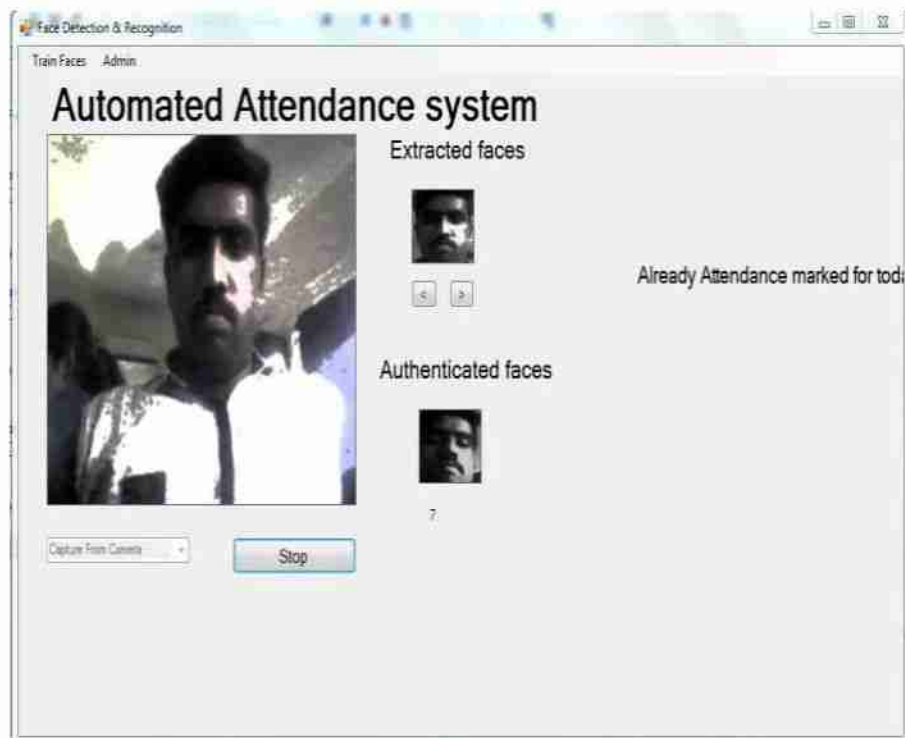 Face Detection & Recognition
Train Faces Admin
Automated Attendance system
Extracted faces
< >
Already Attendance marked for toda
Authenticated faces
7
Capture From Camera
Stop